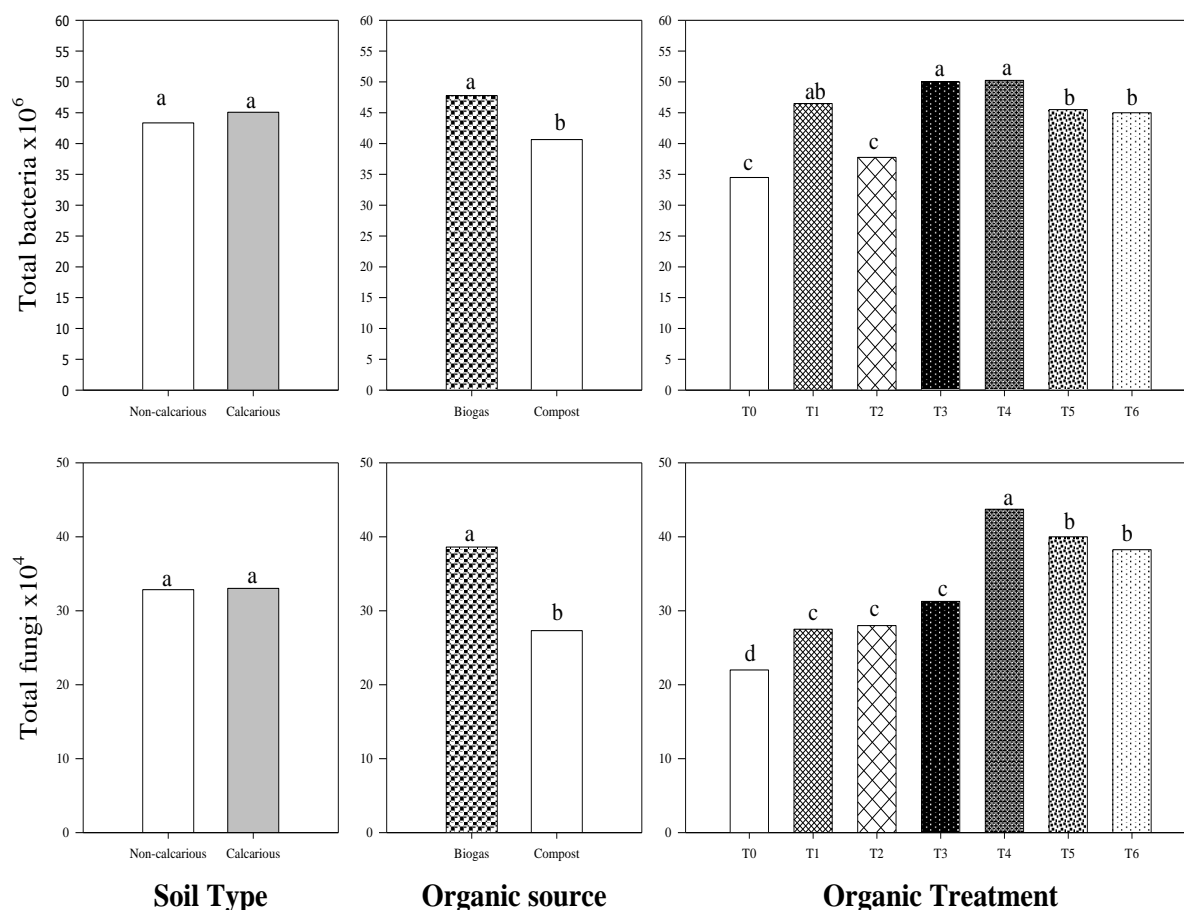 Total bacteria x10⁶
60
55
50
45
40
35
30
25
20
15
10
5
0
a
a
Non-calcarious Calcarious
60
55
50
45
40
35
30
25
20
15
10
5
0
a
b
Biogas Compost
60
55
50
45
40
35
30
25
20
15
10
5
0
c
ab
c
a
a
b
b
T0 T1 T2 T3 T4 T5 T6
Total fungi x10⁴
50
40
30
20
10
0
a
a
Non-calcarious Calcarious
50
40
30
20
10
0
a
b
Biogas Compost
50
40
30
20
10
0
d
c
c
c
a
b
b
T0 T1 T2 T3 T4 T5 T6
Soil Type
Organic source
Organic Treatment